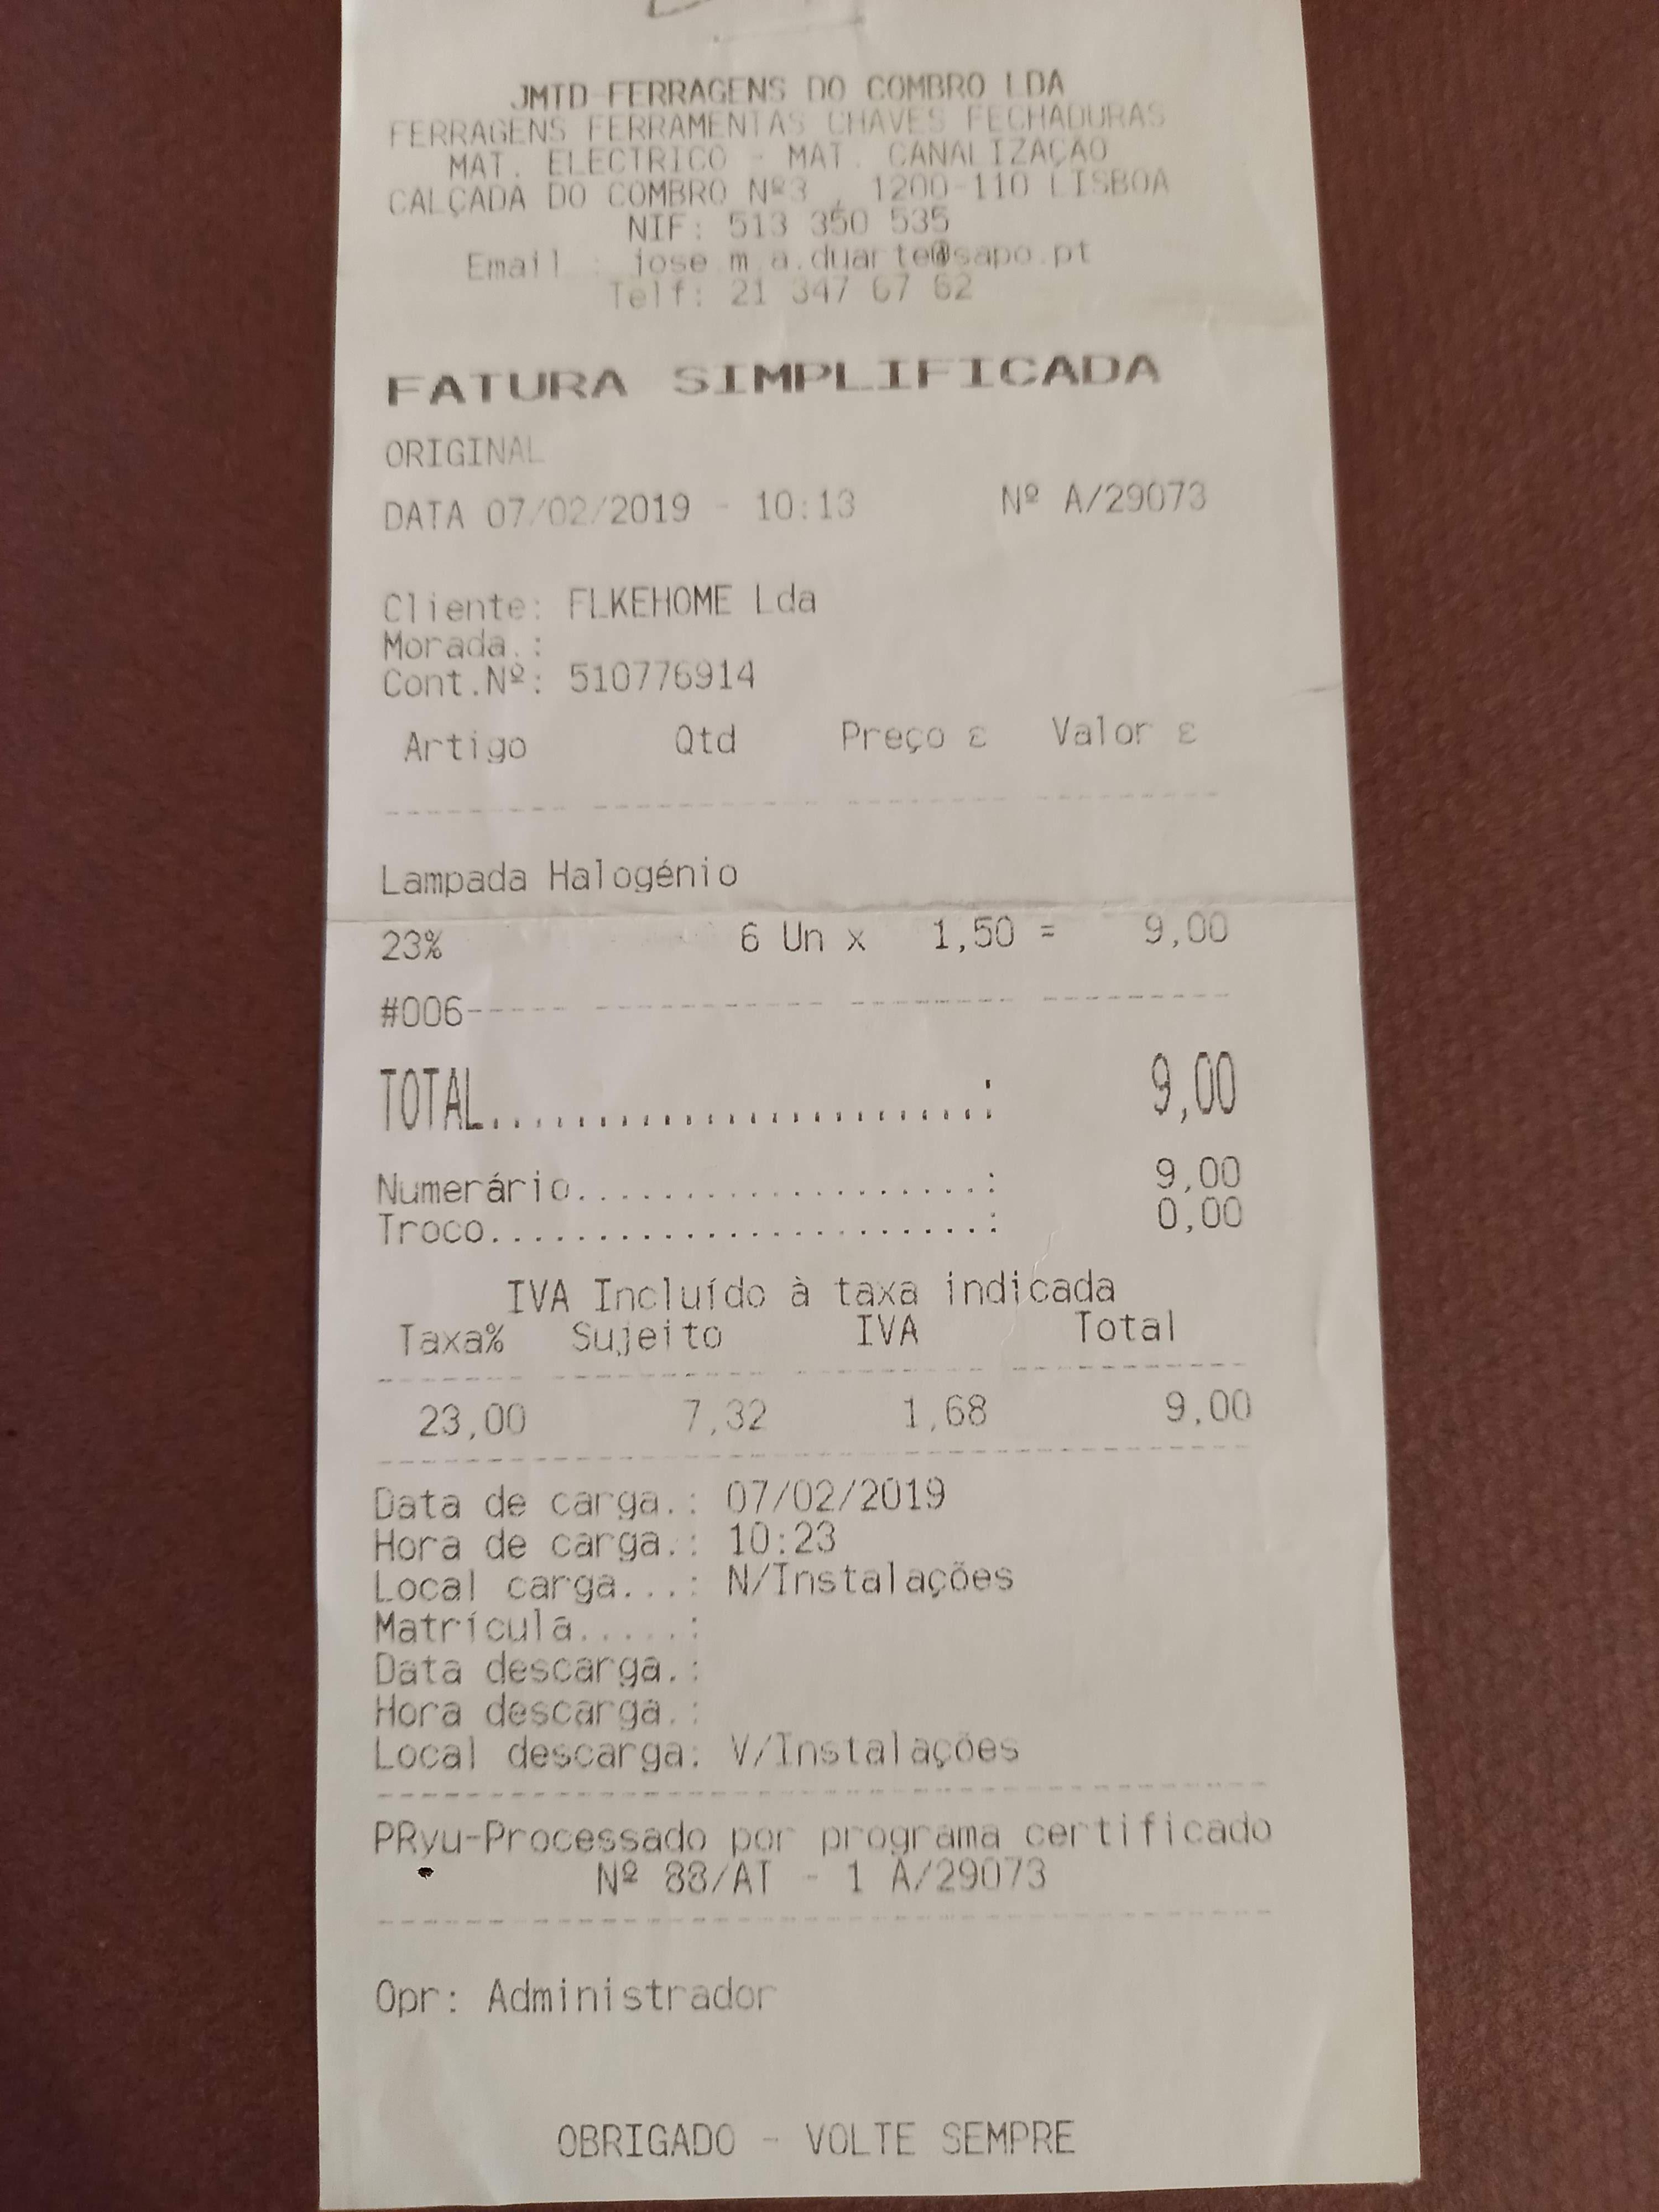 JMTD-FERRAGENS DO COMBRO LDA
FERRAGENS FERRAMENTAS CHAVES FECHADURAS
MAT. ELECTRICO - MAT. CANALIZAÇÃO
CALÇADA DO COMBRO Nº3 , 1200-110 LISBOA
NIF: 513 350 535
Email : jose.m.a.duarte@sapo.pt
Telf: 21 347 67 62
FATURA SIMPLIFICADA
ORIGINAL
DATA 07/02/2019 - 10:13 Nº A/29073
Cliente: FLKEHOME Lda
Morada.:
Cont.Nº: 510776914
Artigo Qtd Preço ε Valor ε
Lampada Halogénio
23% 6 Un x 1,50 = 9,00
#006-----
TOTAL........................: 9,00
Numerário...................: 9,00
Troco.......................: 0,00
IVA Incluído à taxa indicada
Taxa% Sujeito IVA Total
23,00 7,32 1,68 9,00
Data de carga.: 07/02/2019
Hora de carga.: 10:23
Local carga...: N/Instalações
Matrícula.....:
Data descarga.:
Hora descarga.:
Local descarga: V/Instalações
PRyu-Processado por programa certificado
Nº 88/AT - 1 A/29073
Opr: Administrador
OBRIGADO - VOLTE SEMPRE